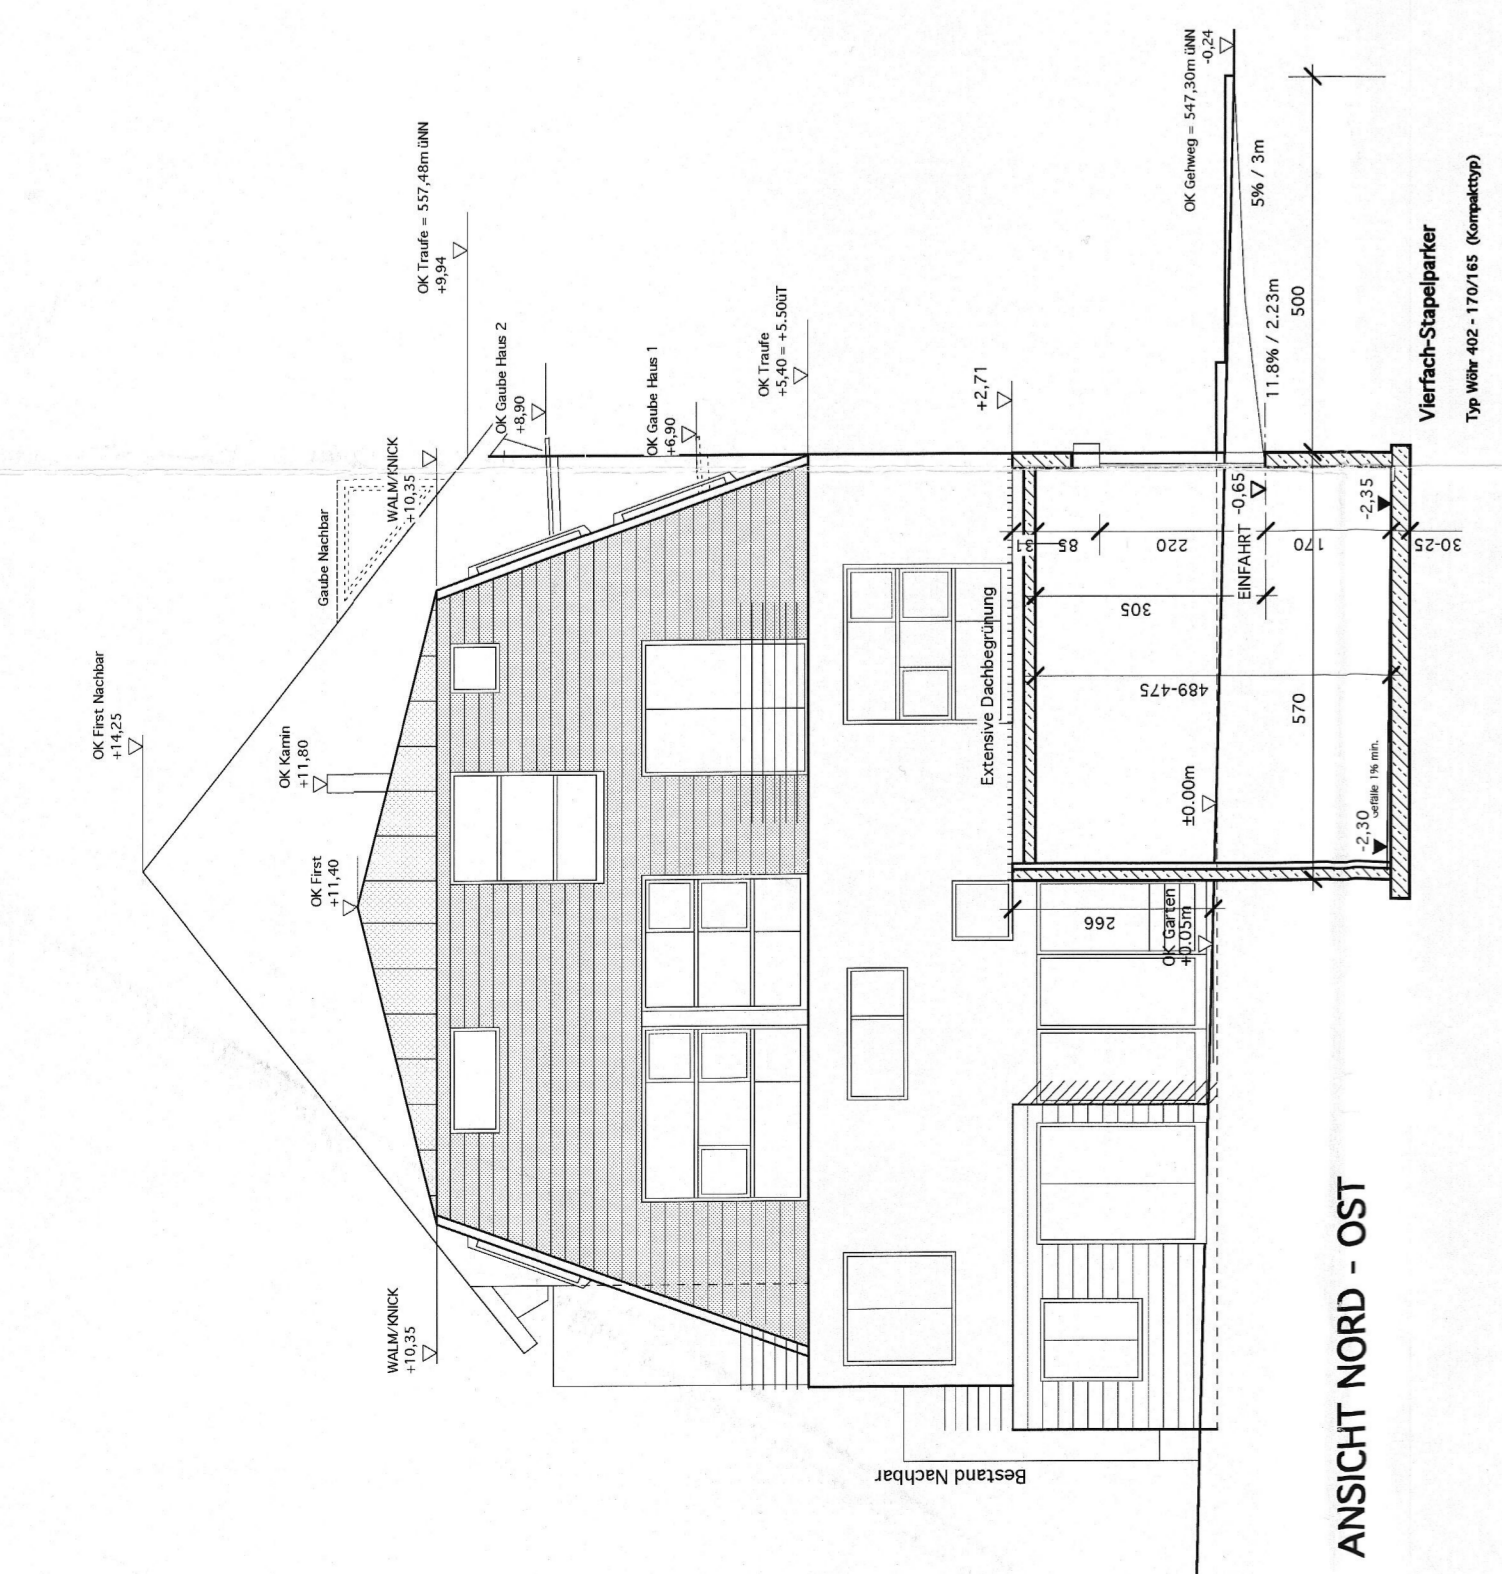 OK First Nachbar
+14,25
OK Kamin
+11,80
OK First
+11,40
Gaube Nachbar
WALM/KNICK
+10,35
WALM/KNICK
+10,35
OK Traufe = 557,48m üNN
+9,94
OK Gaube Haus 2
+8,90
OK Gaube Haus 1
+6,90
OK Traufe
+5,40 = +5.50üT
+2,71
Extensive Dachbegrünung
OK Gehweg = 547,30m üNN
-0,24
5% / 3m
11.8% / 2.23m
500
570
31
85
220
170
30-25
305
489-475
266
EINFAHRT -0,65
-2,35
±0.00m
-2,30
Gefälle 1% min.
OK Garten
+0.05m
Bestand Nachbar
ANSICHT NORD - OST
Vierfach-Stapelparker
Typ Wöhr 402 - 170/165 (Kompakttyp)